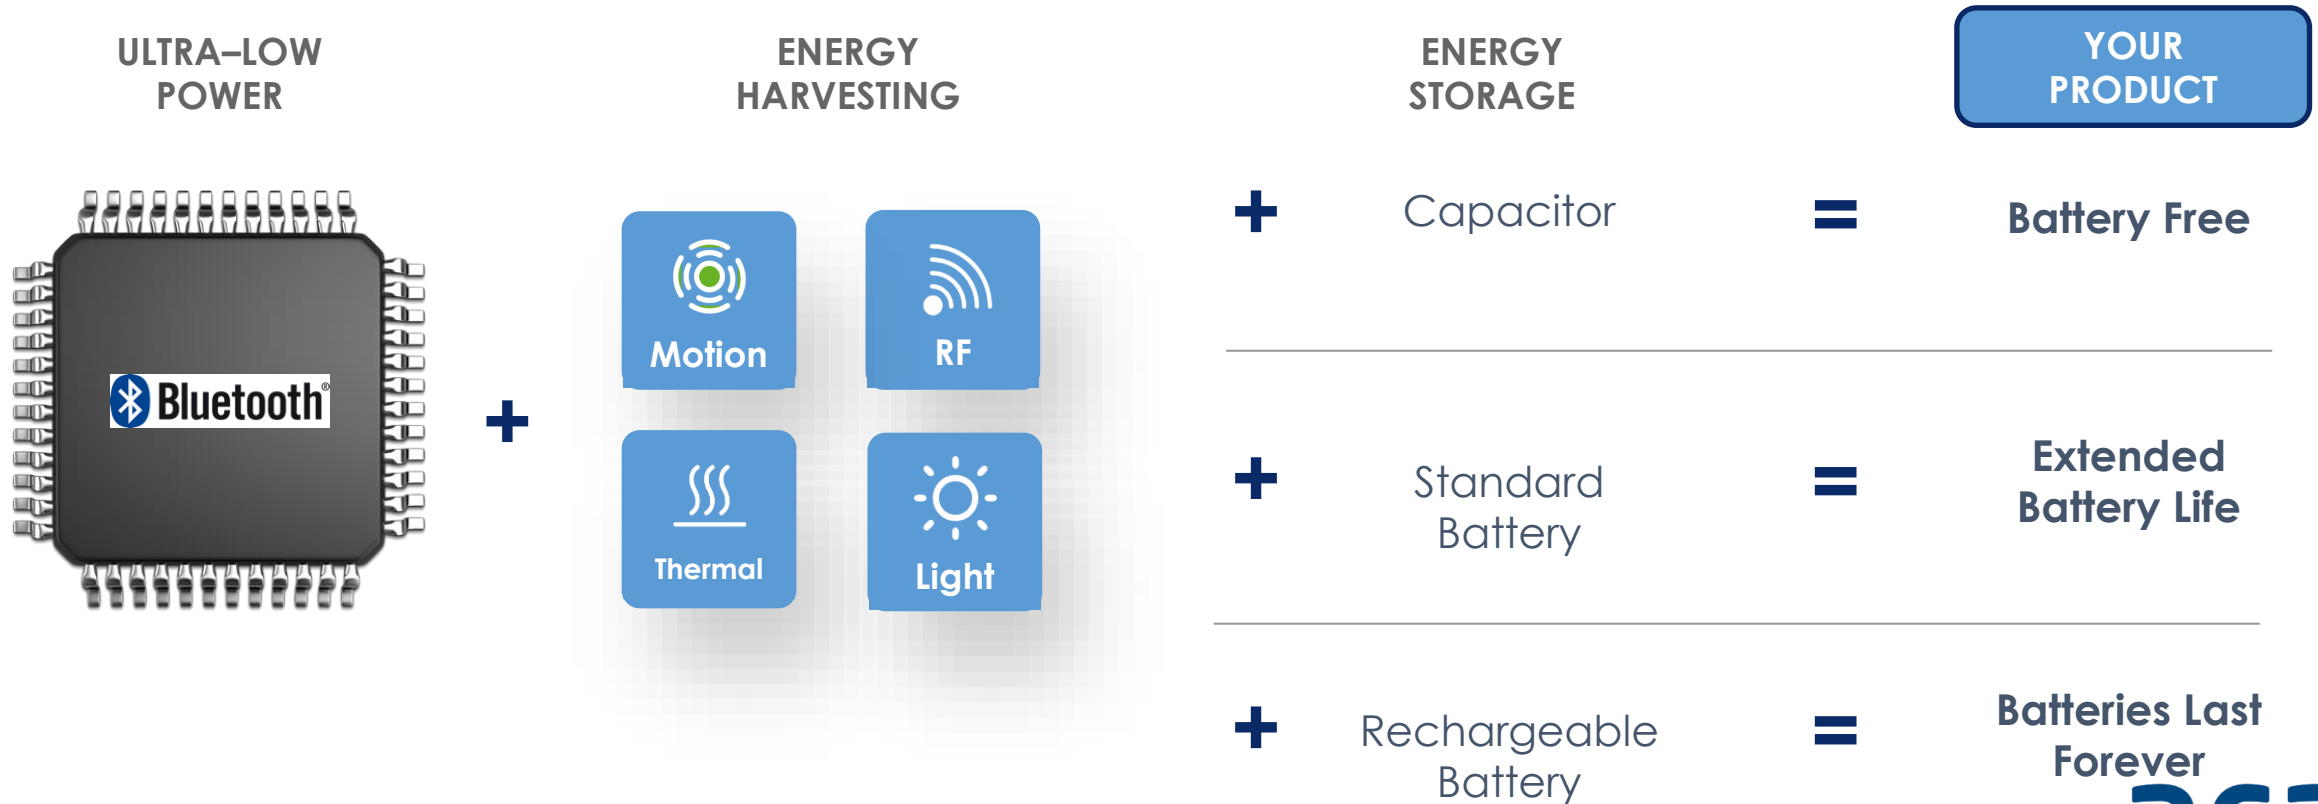 ULTRA–LOW
POWER
ENERGY
HARVESTING
ENERGY
STORAGE
YOUR
PRODUCT
Bluetooth®
+
Motion
RF
Thermal
Light
+ Capacitor = Battery Free
+ Standard
Battery
= Extended
Battery Life
+ Rechargeable
Battery
= Batteries Last
Forever